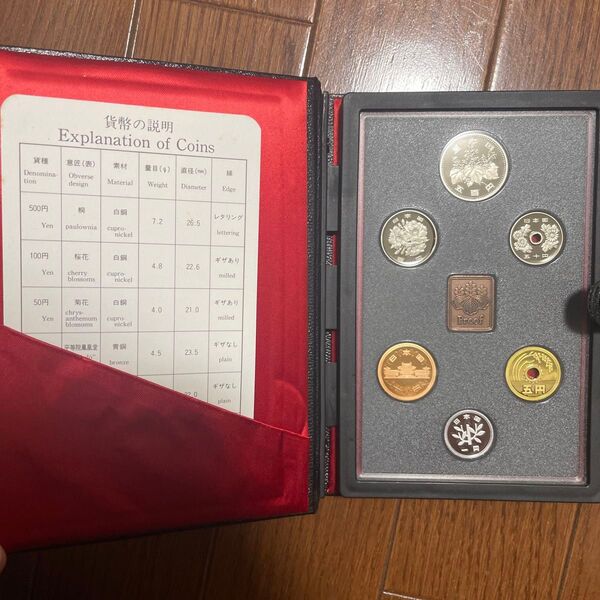 貨幣の説明
Explanation of Coins
貨種 意匠(表) 素材 量目(g) 直径(mm) 縁
Denomina- Obverse Material Weight Diameter Edge
tion design
500円 桐 白銅 7.2 26.5 レタリング
Yen paulownia cupro- lettering
nickel
100円 桜花 白銅 4.8 22.6 ギザあり
Yen cherry cupro- milled
blossoms nickel
50円 菊花 白銅 4.0 21.0 ギザあり
Yen chrys- cupro- milled
anthemum nickel
blossoms
平等院鳳凰堂 青銅 4.5 23.5 ギザなし
bronze plain
22.0 ギザなし
plain
日本国
五百円
日本国
日本国
五十円
Proof
日本国
五円
日本国
一円